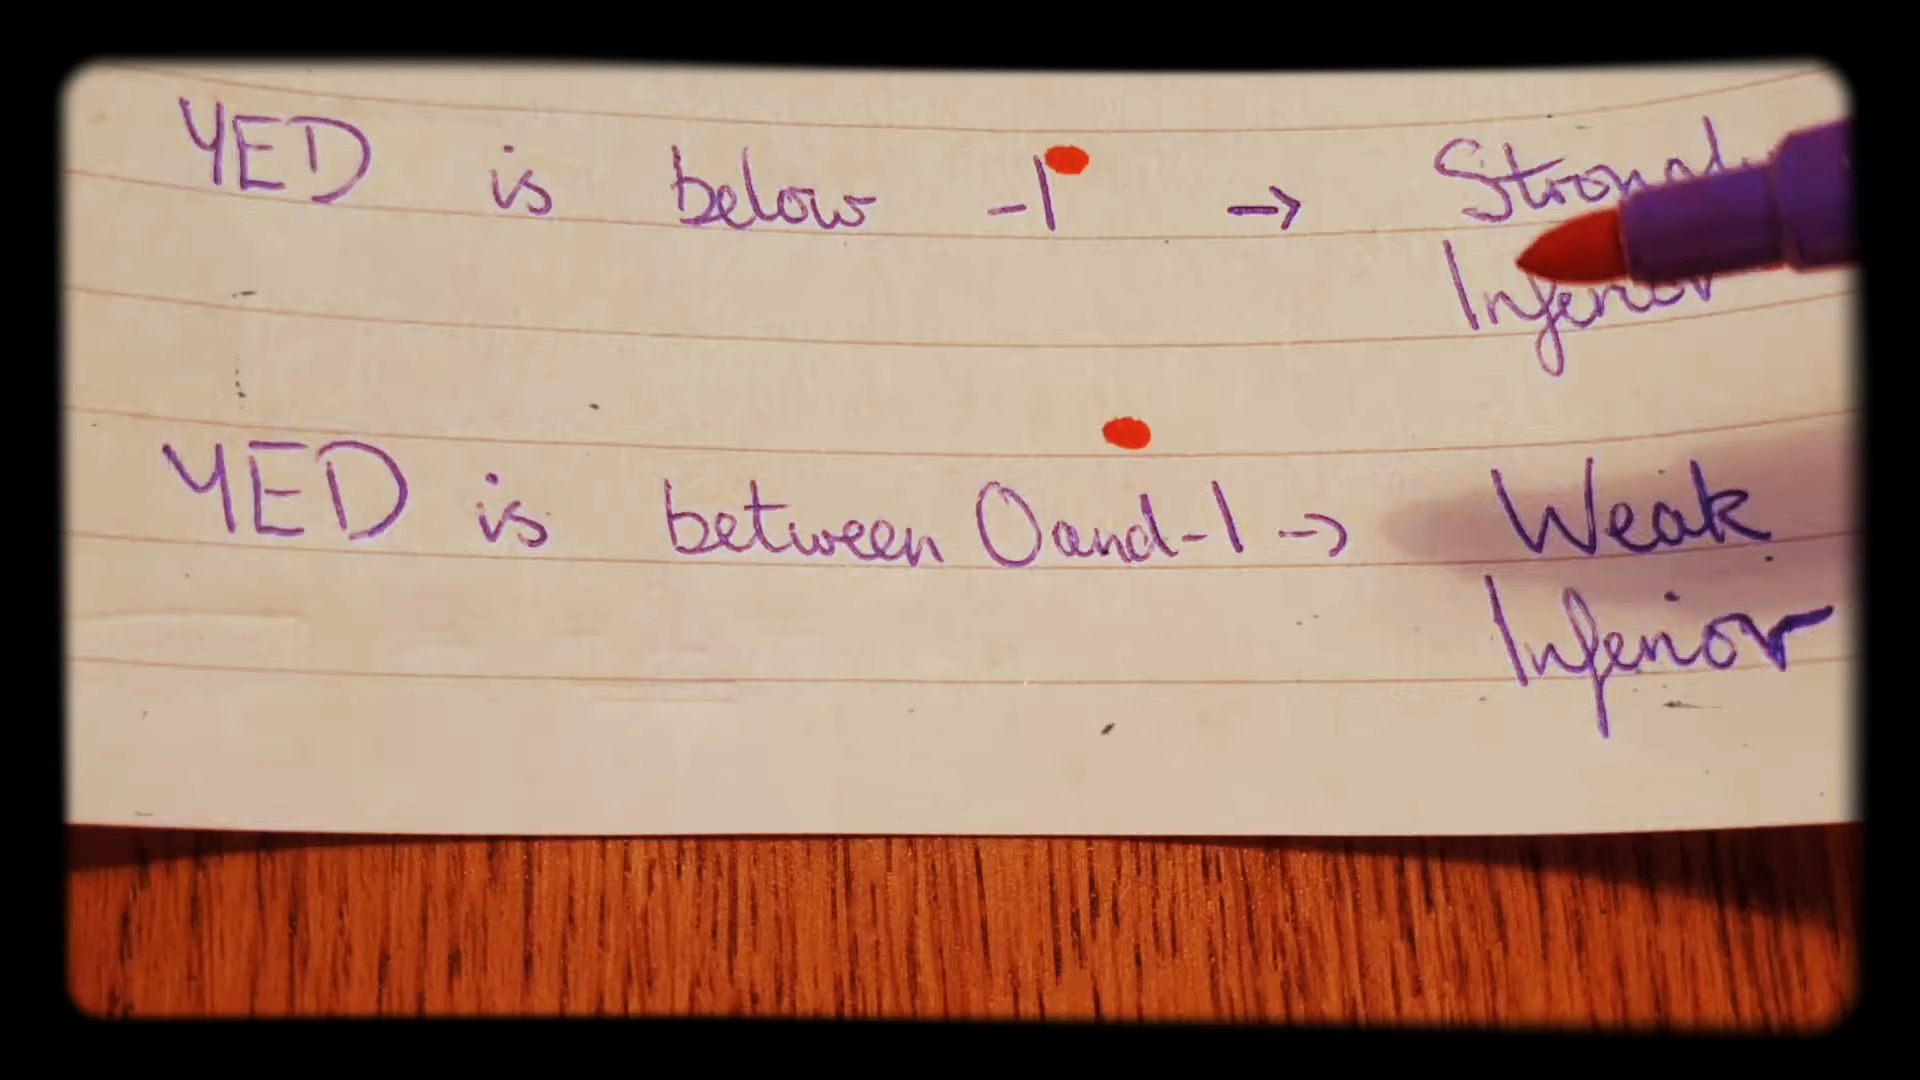 YED is below -1 → Strong
Inferior
YED is between 0 and -1 → Weak
Inferior